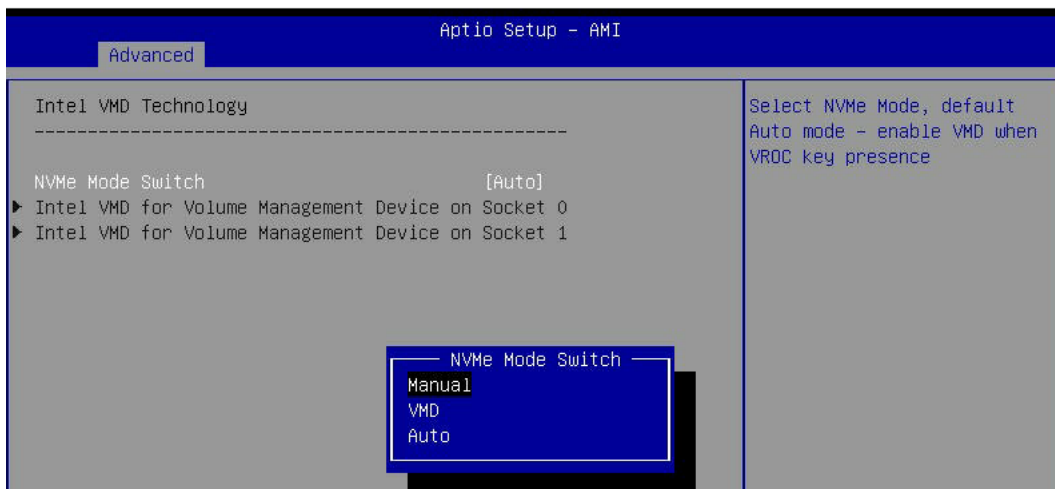 Aptio Setup – AMI
Advanced
Intel VMD Technology
--------------------------------------------------
NVMe Mode Switch [Auto]
▶ Intel VMD for Volume Management Device on Socket 0
▶ Intel VMD for Volume Management Device on Socket 1
Select NVMe Mode, default
Auto mode – enable VMD when
VROC key presence
NVMe Mode Switch
Manual
VMD
Auto